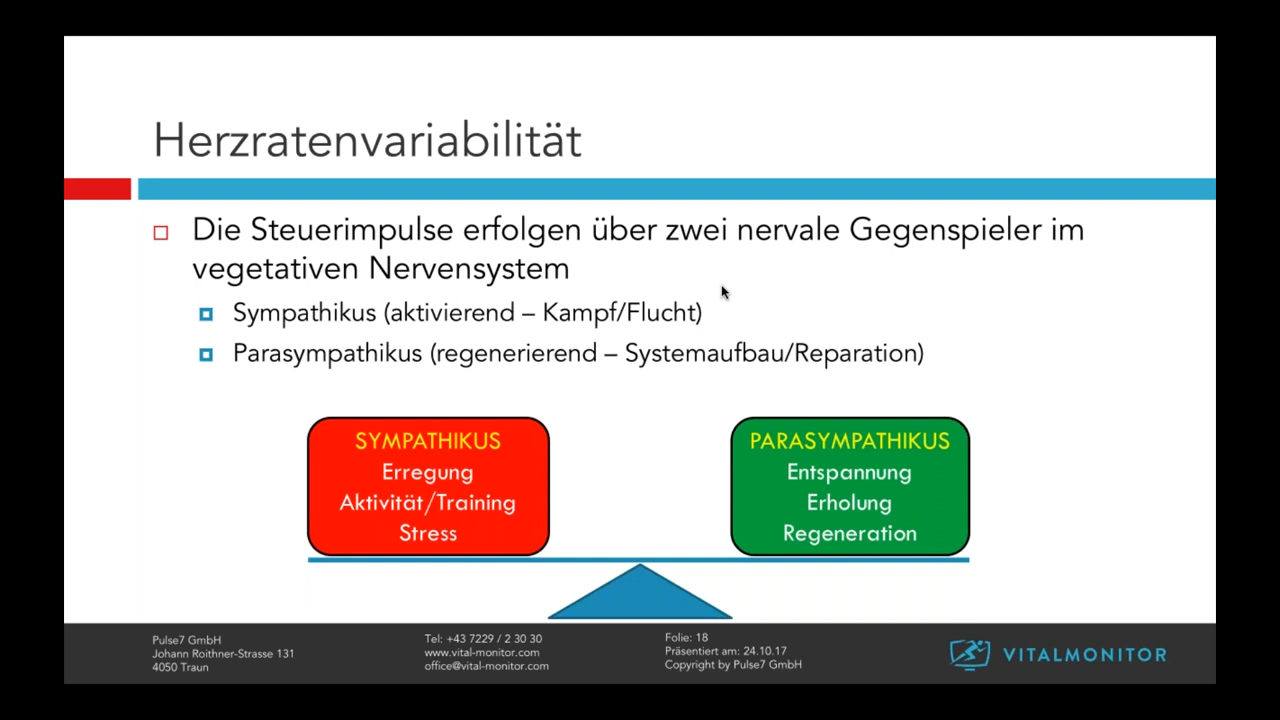 Herzratenvariabilität
Die Steuerimpulse erfolgen über zwei nervale Gegenspieler im
vegetativen Nervensystem
Sympathikus (aktivierend – Kampf/Flucht)
Parasympathikus (regenerierend – Systemaufbau/Reparation)
SYMPATHIKUS
Erregung
Aktivität/Training
Stress
PARASYMPATHIKUS
Entspannung
Erholung
Regeneration
Pulse7 GmbH
Johann Roithner-Strasse 131
4050 Traun
Tel: +43 7229 / 2 30 30
www.vital-monitor.com
office@vital-monitor.com
Folie: 18
Präsentiert am: 24.10.17
Copyright by Pulse7 GmbH
VITALMONITOR